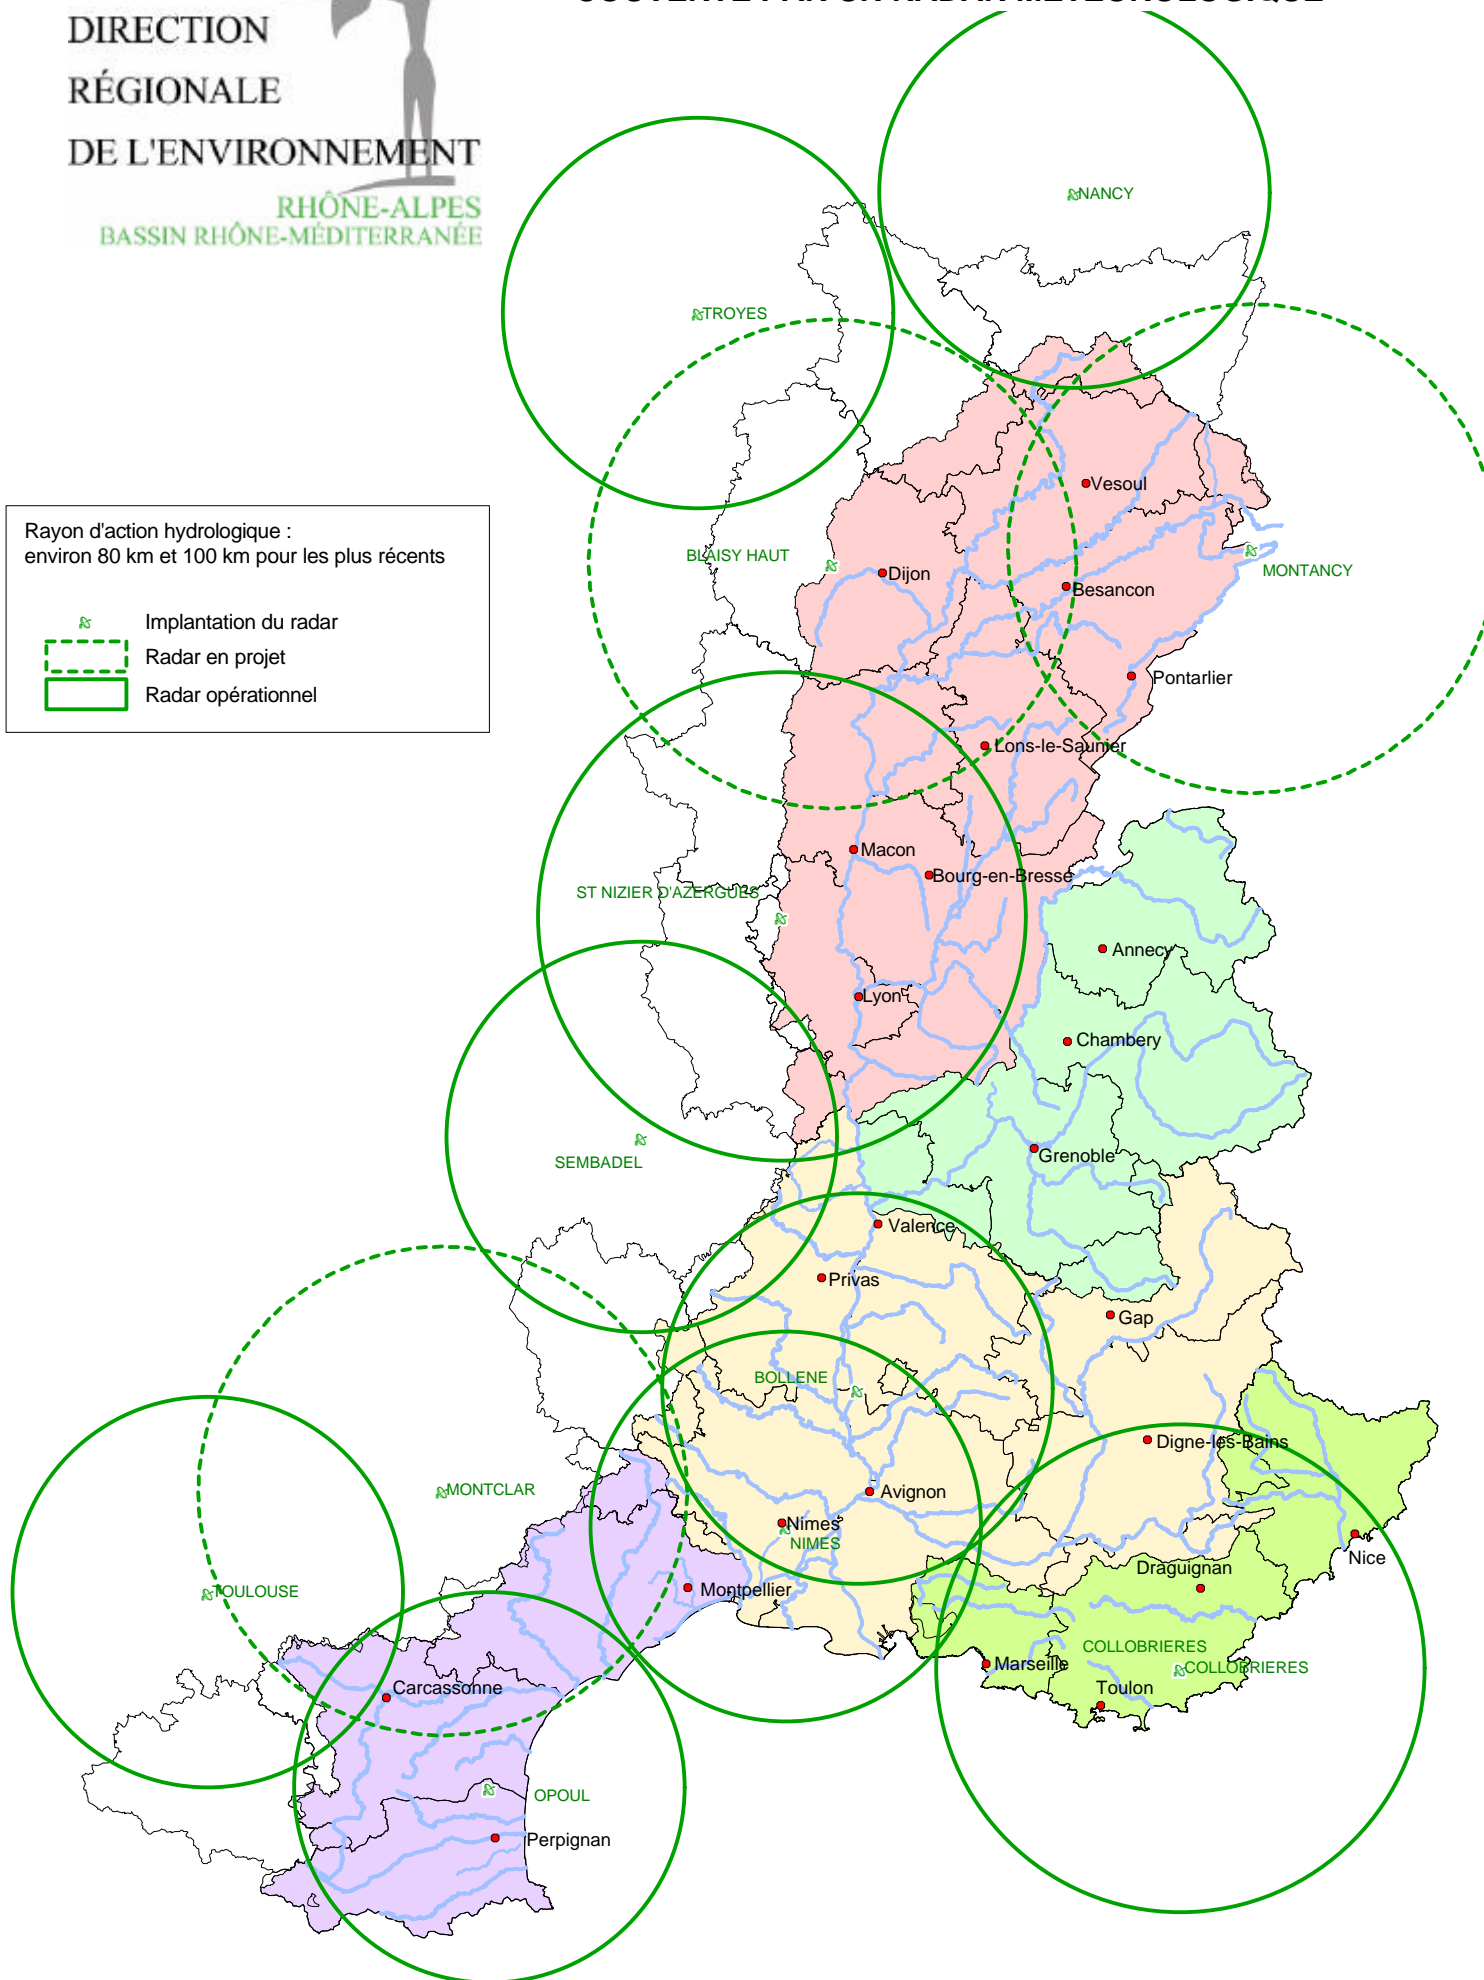 DIRECTION
RÉGIONALE
DE L'ENVIRONNEMENT
RHÔNE-ALPES
BASSIN RHÔNE-MÉDITERRANÉE
NANCY
TROYES
Rayon d'action hydrologique :
environ 80 km et 100 km pour les plus récents
Implantation du radar
Radar en projet
Radar opérationnel
Vesoul
BLAISY HAUT
Dijon
MONTANCY
Besancon
Pontarlier
Lons-le-Saunier
Macon
Bourg-en-Bresse
ST NIZIER D'AZERGUES
Annecy
Lyon
Chambery
Grenoble
SEMBADEL
Valence
Privas
Gap
BOLLENE
Digne-les-Bains
MONTCLAR
Avignon
Nimes
NIMES
Nice
Draguignan
TOULOUSE
Montpellier
COLLOBRIERES
COLLOBRIERES
Marseille
Carcassonne
Toulon
OPOUL
Perpignan